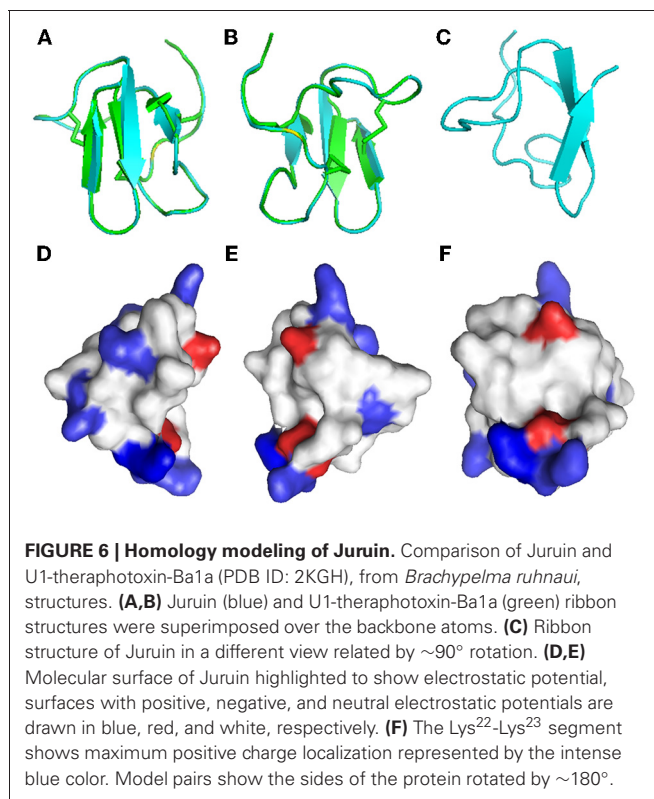 A
B
C
D
E
F
FIGURE 6 | Homology modeling of Juruin. Comparison of Juruin and
U1-theraphotoxin-Ba1a (PDB ID: 2KGH), from Brachypelma ruhnaui,
structures. (A,B) Juruin (blue) and U1-theraphotoxin-Ba1a (green) ribbon
structures were superimposed over the backbone atoms. (C) Ribbon
structure of Juruin in a different view related by ∼90° rotation. (D,E)
Molecular surface of Juruin highlighted to show electrostatic potential,
surfaces with positive, negative, and neutral electrostatic potentials are
drawn in blue, red, and white, respectively. (F) The Lys22-Lys23 segment
shows maximum positive charge localization represented by the intense
blue color. Model pairs show the sides of the protein rotated by ∼180°.